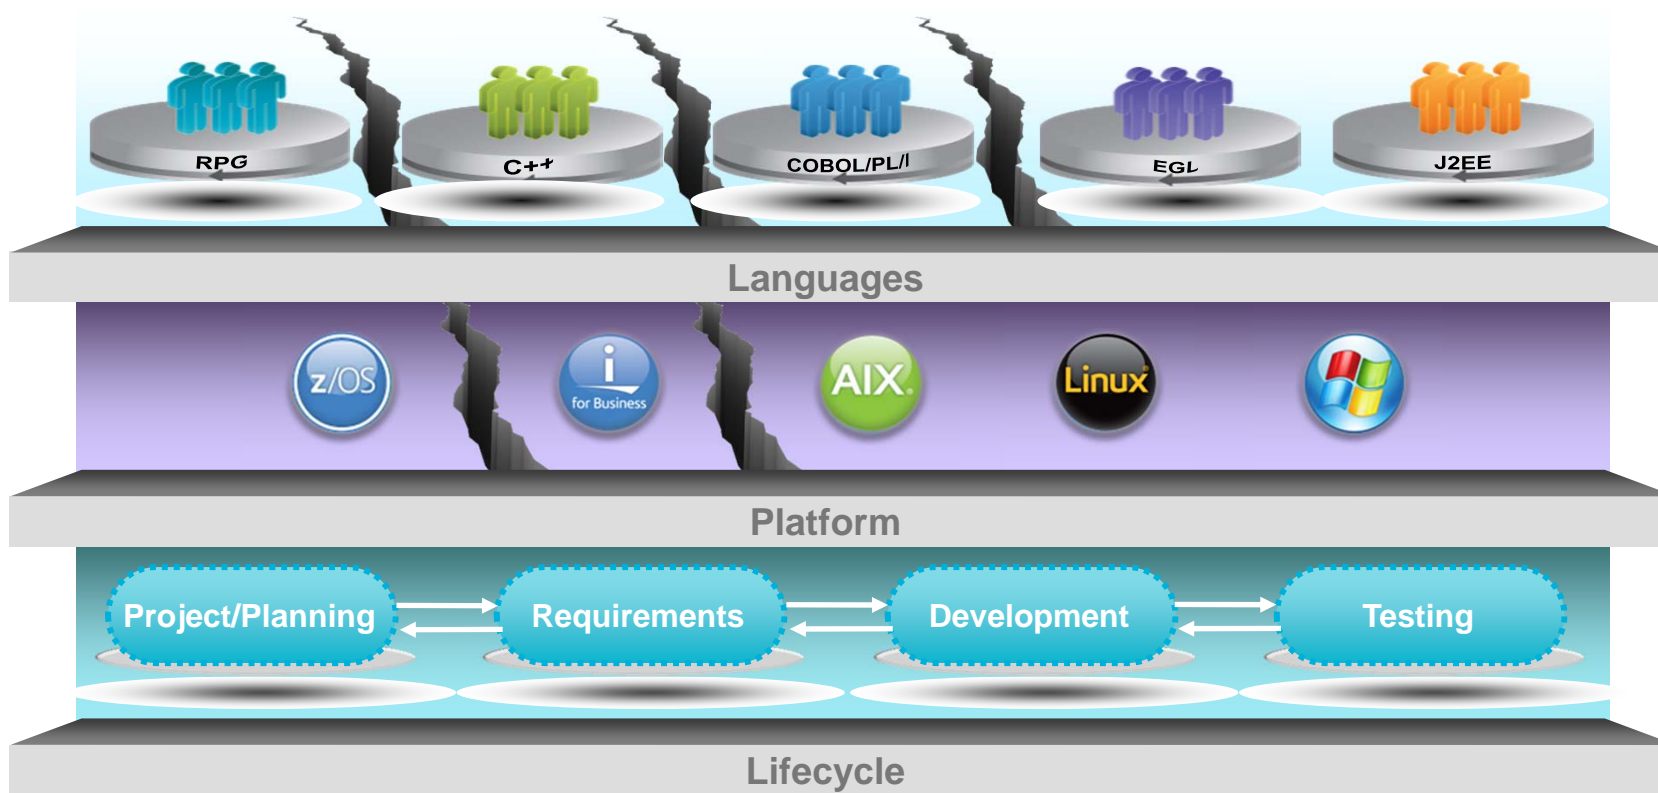 RPG
C++
COBOL/PL/I
EGL
J2EE
Languages
z/OS
i
for Business
AIX.
Linux
Platform
Project/Planning
Requirements
Development
Testing
Lifecycle